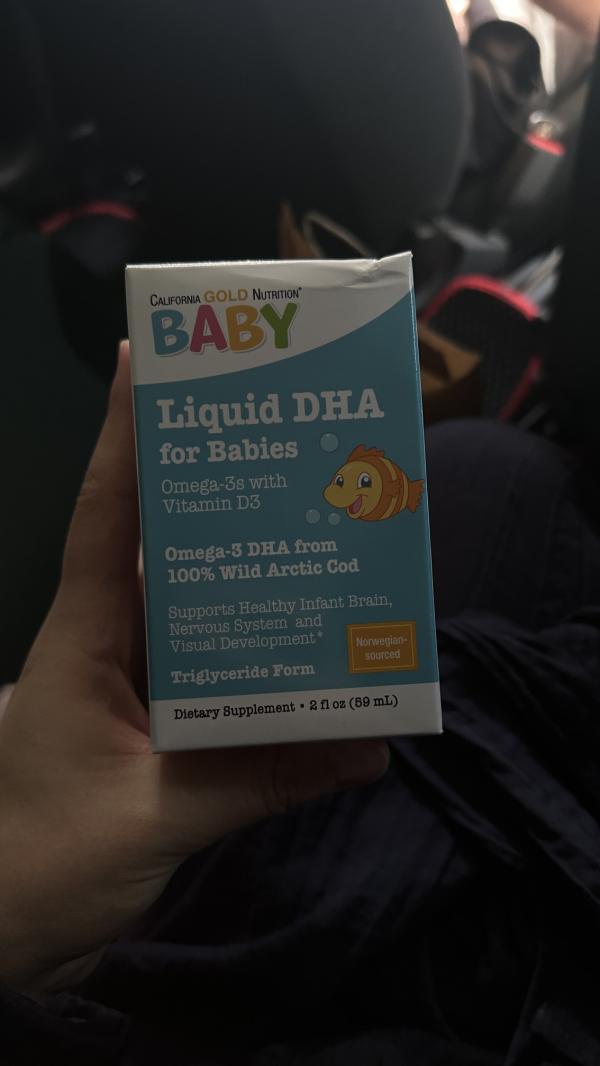 California GOLD Nutrition®
BABY
Liquid DHA
for Babies
Omega-3s with
Vitamin D3
Omega-3 DHA from
100% Wild Arctic Cod
Supports Healthy Infant Brain,
Nervous System and
Visual Development*
Norwegian-
sourced
Triglyceride Form
Dietary Supplement • 2 fl oz (59 mL)